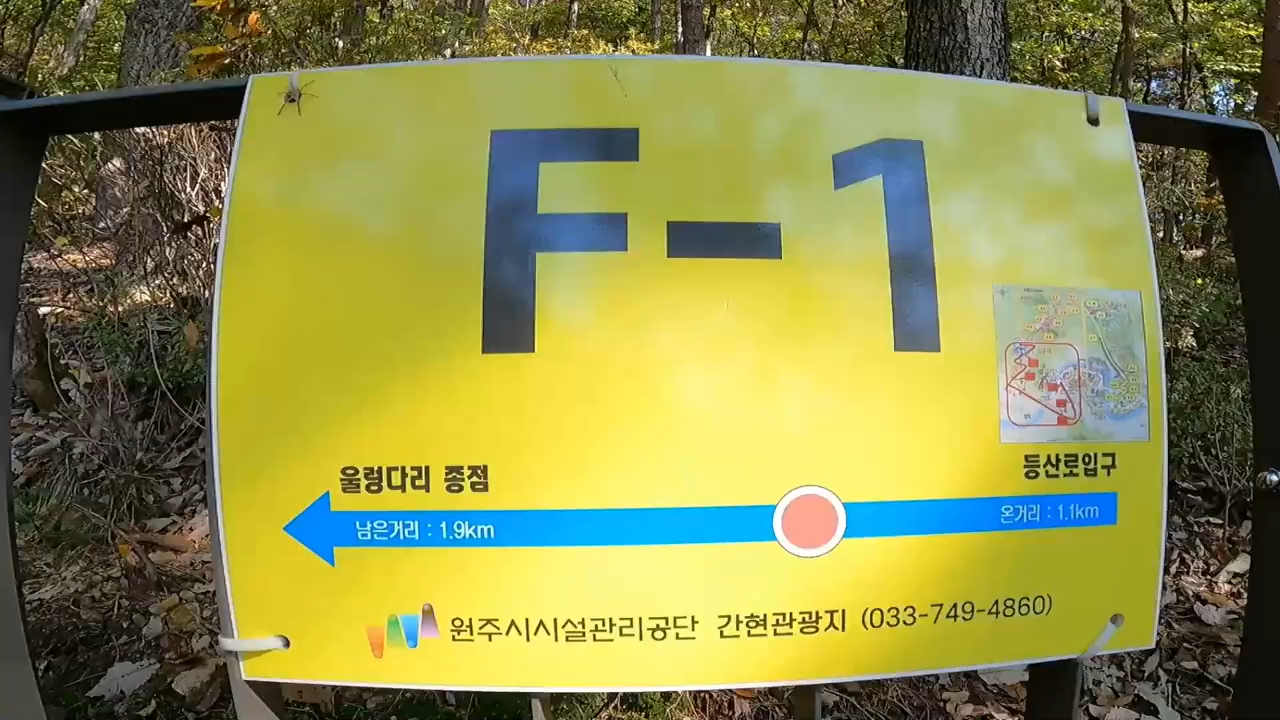 F-1
울렁다리 종점
등산로입구
남은거리 : 1.9km
온거리 : 1.1km
원주시시설관리공단 간현관광지 (033-749-4860)